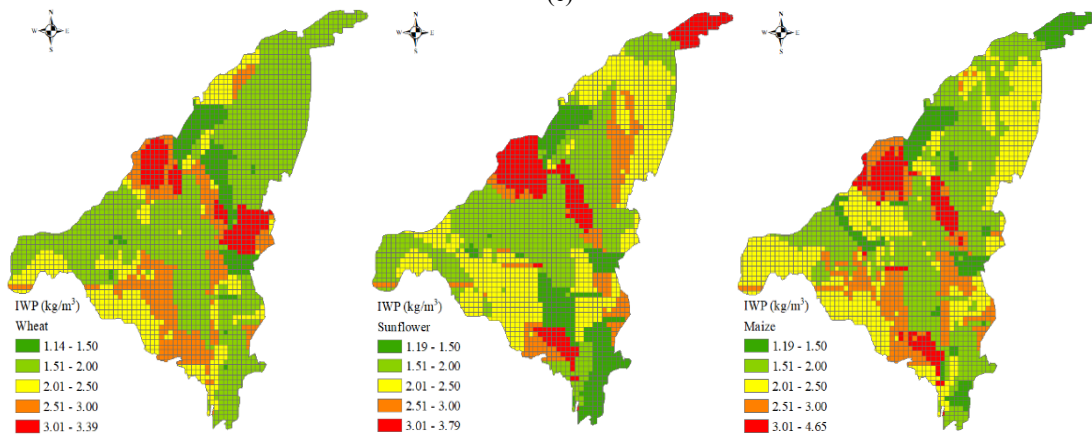 N
W E
S
IWP (kg/m³)
Wheat
1.14 - 1.50
1.51 - 2.00
2.01 - 2.50
2.51 - 3.00
3.01 - 3.39
N
W E
S
IWP (kg/m³)
Sunflower
1.19 - 1.50
1.51 - 2.00
2.01 - 2.50
2.51 - 3.00
3.01 - 3.79
N
W E
S
IWP (kg/m³)
Maize
1.19 - 1.50
1.51 - 2.00
2.01 - 2.50
2.51 - 3.00
3.01 - 4.65